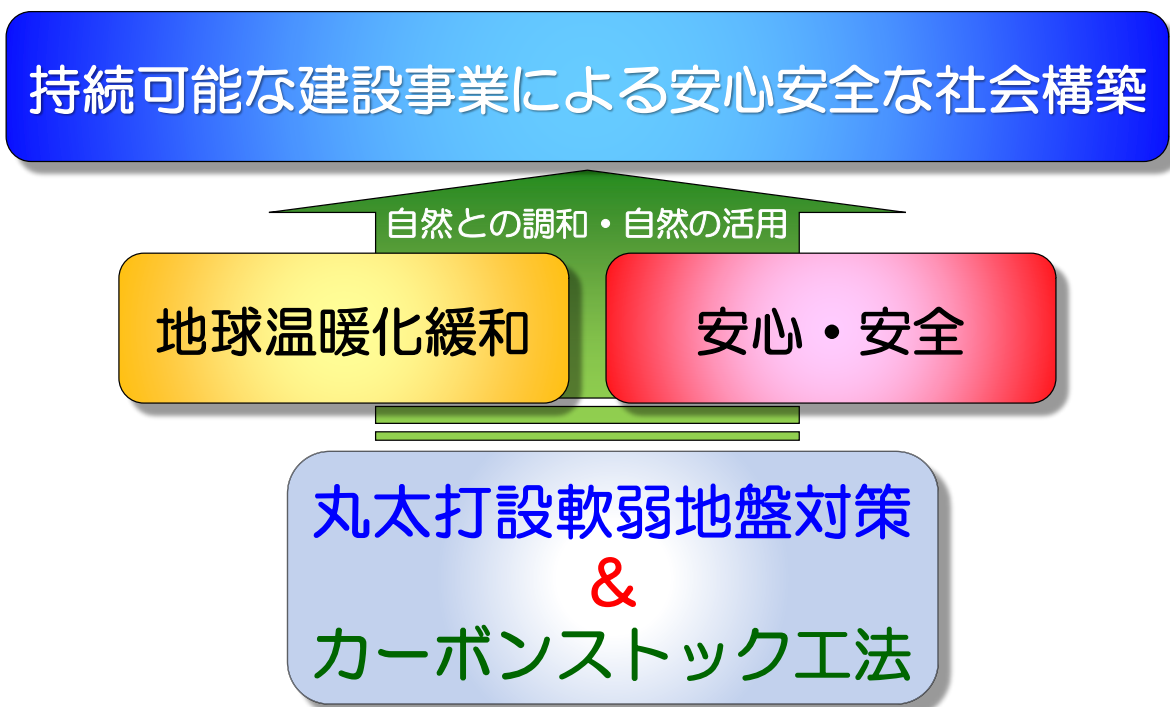 持続可能な建設事業による安心安全な社会構築
自然との調和・自然の活用
地球温暖化緩和
安心・安全
丸太打設軟弱地盤対策
&
カーボンストック工法